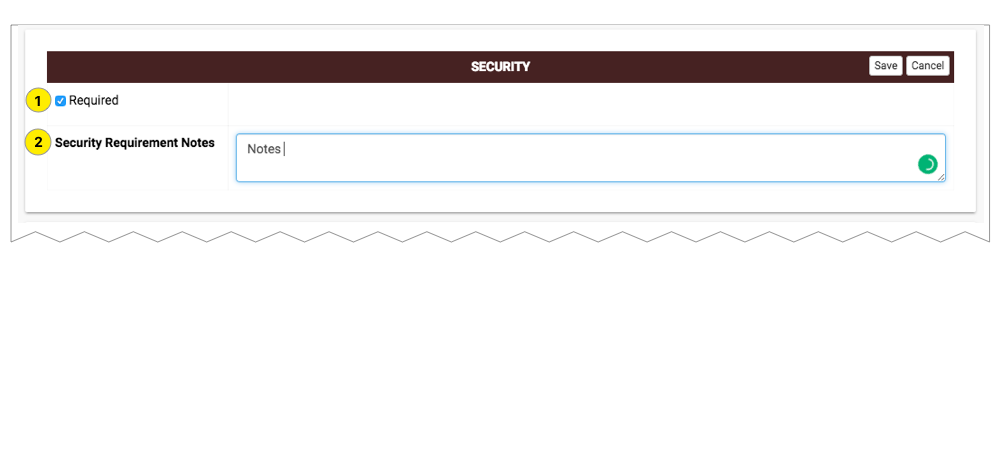 SECURITY Save Cancel
1 Required
2 Security Requirement Notes Notes